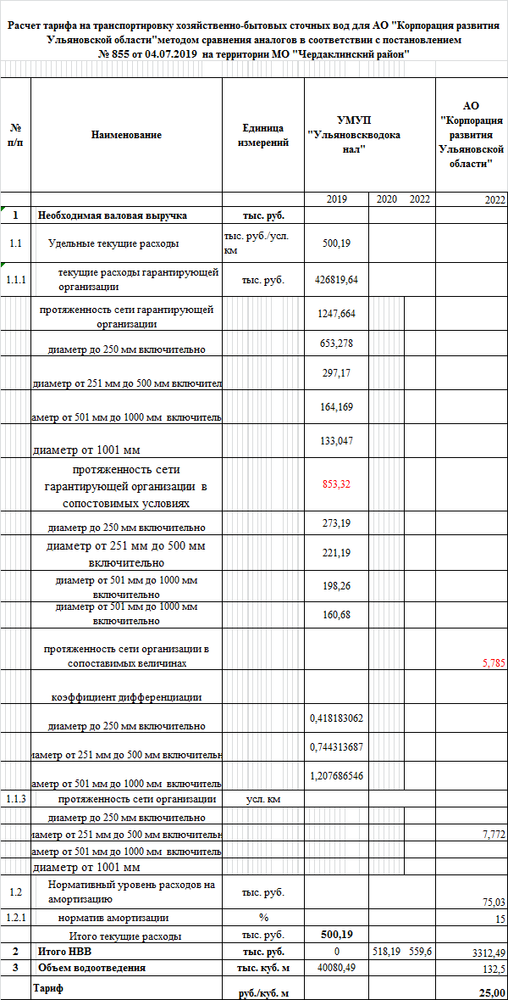 Расчет тарифа на транспортировку хозяйственно-бытовых сточных вод для АО "Корпорация развития
Ульяновской области"методом сравнения аналогов в соответствии с постановлением
№ 855 от 04.07.2019 на территории МО "Чердаклинский район"
№ п/п Наименование Единица измерений УМУП "Ульяновскводоканал" АО "Корпорация развития Ульяновской области"
2019 2020 2022 2022
1 Необходимая валовая выручка тыс. руб.
1.1 Удельные текущие расходы тыс. руб./усл. км 500,19
1.1.1 текущие расходы гарантирующей организации тыс. руб. 426819,64
протяженность сети гарантирующей организации 1247,664
диаметр до 250 мм включительно 653,278
диаметр от 251 мм до 500 мм включител 297,17
аметр от 501 мм до 1000 мм включитель 164,169
диаметр от 1001 мм 133,047
протяженность сети гарантирующей организации в сопостовимых условиях 853,32
диаметр до 250 мм включительно 273,19
диаметр от 251 мм до 500 мм включительно 221,19
диаметр от 501 мм до 1000 мм включительно 198,26
диаметр от 501 мм до 1000 мм включительно 160,68
протяженность сети организации в сопоставимых величинах 5,785
коэффициент дифференциации
диаметр до 250 мм включительно 0,418183062
иаметр от 251 мм до 500 мм включительн 0,744313687
аметр от 501 мм до 1000 мм включитель 1,207686546
1.1.3 протяженность сети организации усл. км
диаметр до 250 мм включительно
иаметр от 251 мм до 500 мм включительн 7,772
аметр от 501 мм до 1000 мм включитель
диаметр от 1001 мм
1.2 Нормативный уровень расходов на амортизацию тыс. руб. 75,03
1.2.1 норматив амортизации % 15
Итого текущие расходы тыс. руб. 500,19
2 Итого НВВ тыс. руб. 0 518,19 559,6 3312,49
3 Объем водоотведения тыс. куб. м 40080,49 132,5
Тариф руб./куб. м 25,00